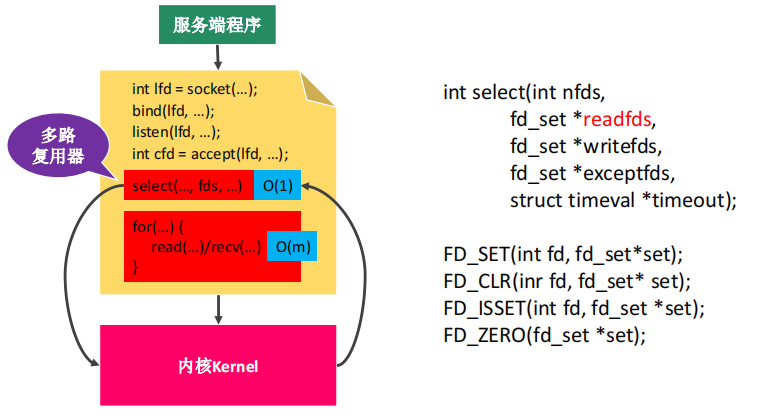 服务端程序
int lfd = socket(…);
bind(lfd, …);
listen(lfd, …);
int cfd = accept(lfd, …);
多路
复用器
select(…, fds, …)
O(1)
for(…) {
read(…)/recv(…)
O(m)
}
内核Kernel
int select(int nfds,
fd_set *readfds,
fd_set *writefds,
fd_set *exceptfds,
struct timeval *timeout);
FD_SET(int fd, fd_set*set);
FD_CLR(inr fd, fd_set* set);
FD_ISSET(int fd, fd_set *set);
FD_ZERO(fd_set *set);